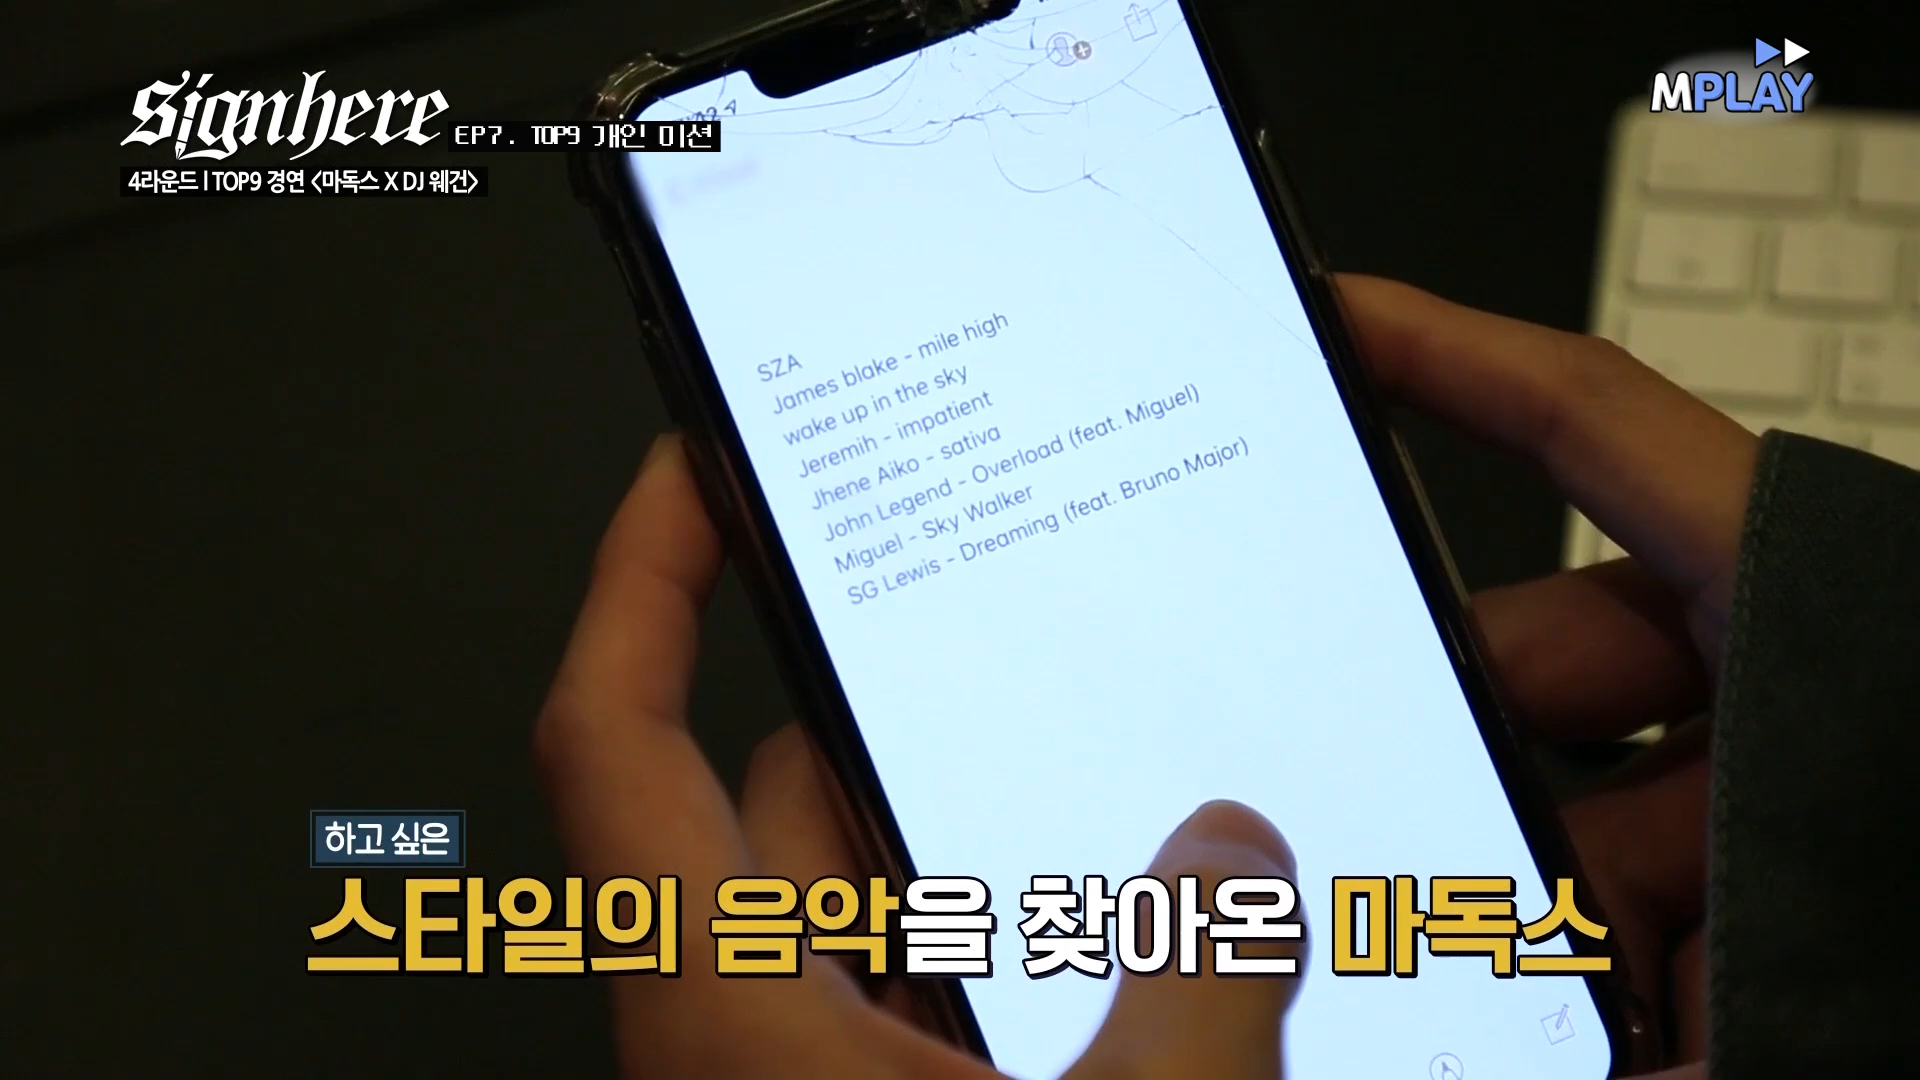 Signhere EP7. TOP9 개인 미션
4라운드 I TOP9 경연 <마독스 X DJ 웨건>
MPLAY
SZA
James blake - mile high
wake up in the sky
Jeremih - impatient
Jhene Aiko - sativa
John Legend - Overload (feat. Miguel)
Miguel - Sky Walker
SG Lewis - Dreaming (feat. Bruno Major)
하고 싶은
스타일의 음악을 찾아온 마독스